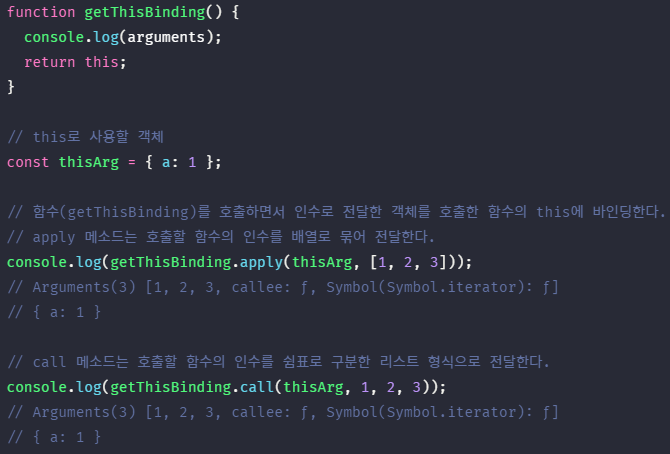 function getThisBinding() {
  console.log(arguments);
  return this;
}

// this로 사용할 객체
const thisArg = { a: 1 };

// 함수(getThisBinding)를 호출하면서 인수로 전달한 객체를 호출한 함수의 this에 바인딩한다.
// apply 메소드는 호출할 함수의 인수를 배열로 묶어 전달한다.
console.log(getThisBinding.apply(thisArg, [1, 2, 3]));
// Arguments(3) [1, 2, 3, callee: ƒ, Symbol(Symbol.iterator): ƒ]
// { a: 1 }

// call 메소드는 호출할 함수의 인수를 쉼표로 구분한 리스트 형식으로 전달한다.
console.log(getThisBinding.call(thisArg, 1, 2, 3));
// Arguments(3) [1, 2, 3, callee: ƒ, Symbol(Symbol.iterator): ƒ]
// { a: 1 }